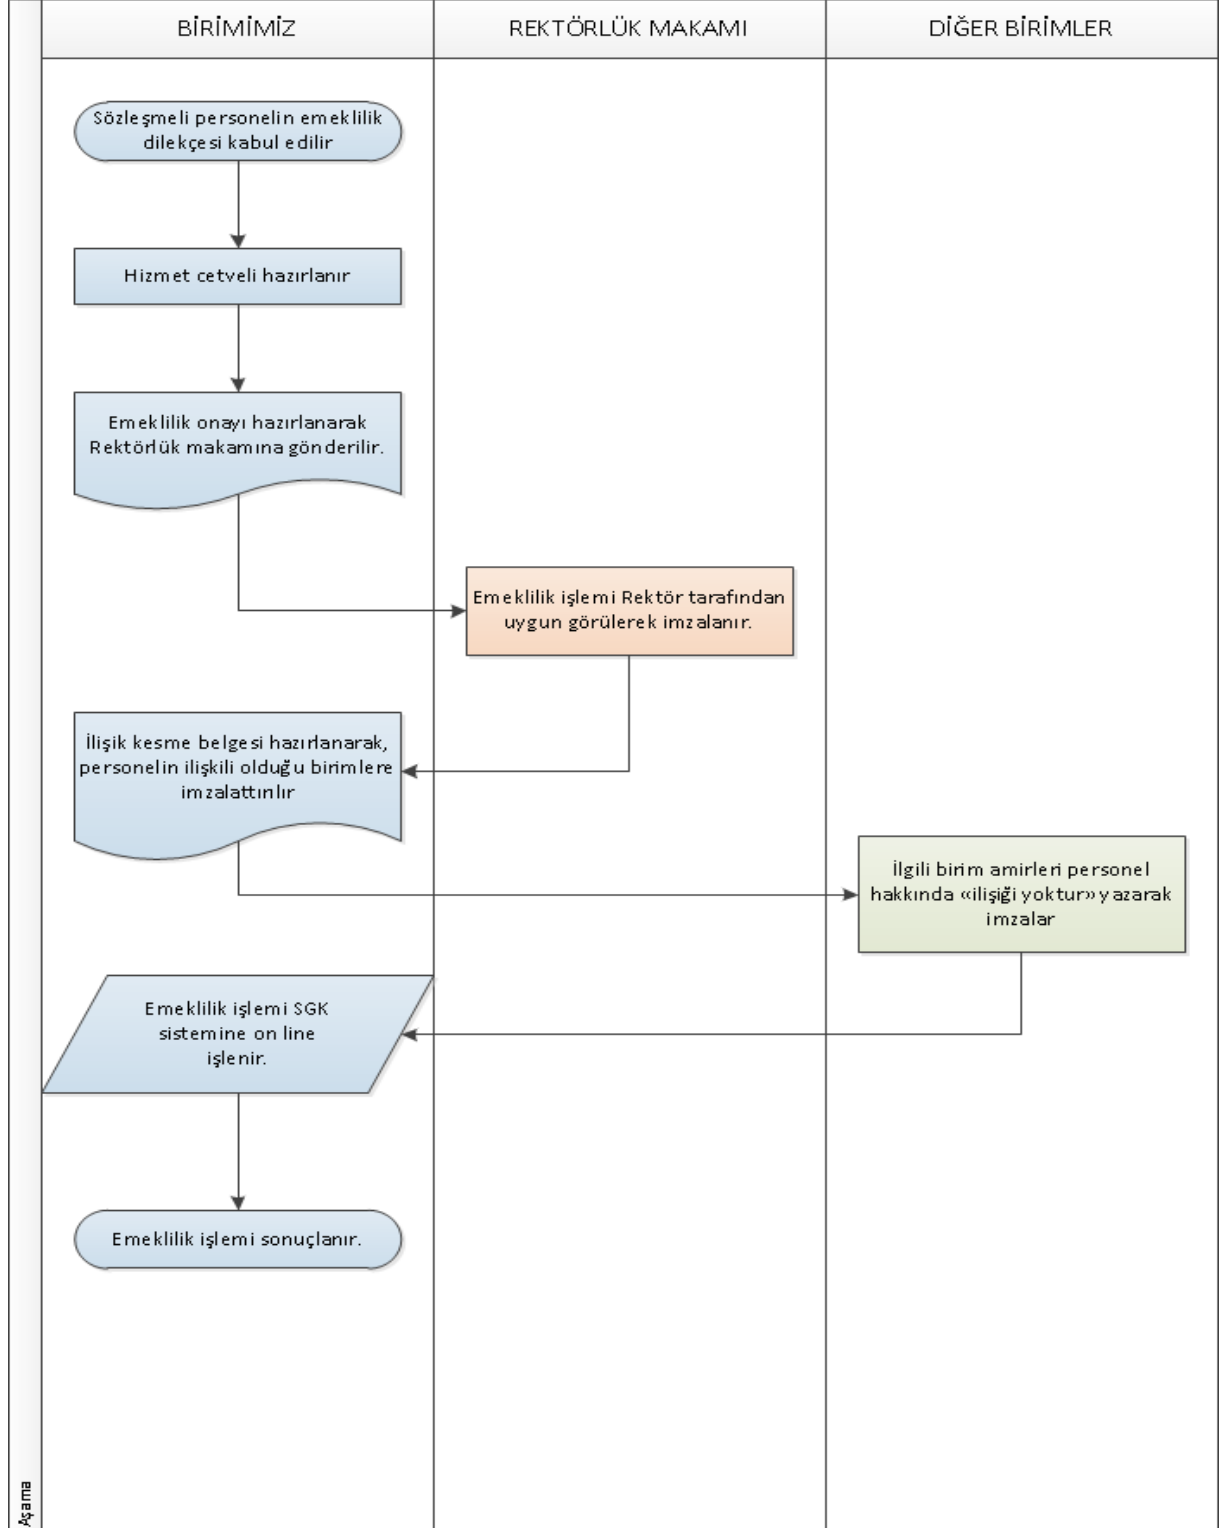 BİRİMİMİZ
REKTÖRLÜK MAKAMI
DİĞER BİRİMLER
Sözleşmeli personelin emeklilik
dilekçesi kabul edilir
Hizmet cetveli hazırlanır
Emeklilik onayı hazırlanarak
Rektörlük makamına gönderilir.
Emeklilik işlemi Rektör tarafından
uygun görülerek imzalanır.
İlişik kesme belgesi hazırlanarak,
personelin ilişkili olduğu birimlere
imzalattırılır
İlgili birim amirleri personel
hakkında «ilişiği yoktur» yazarak
imzalar
Emeklilik işlemi SGK
sistemine on line
işlenir.
Emeklilik işlemi sonuçlanır.
Aşama